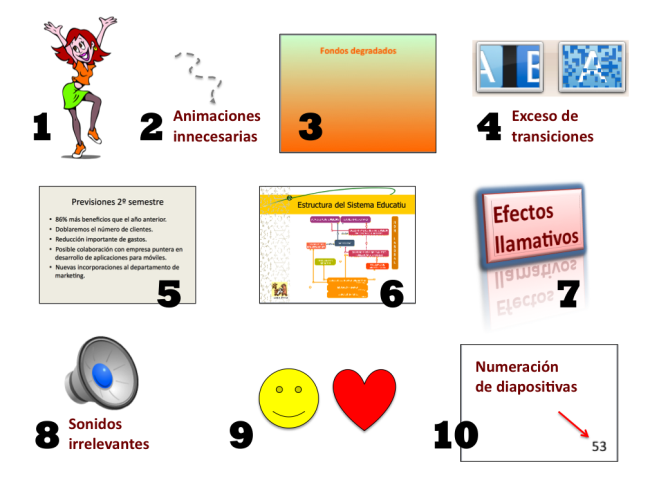 1
2
Animaciones
innecesarias
Fondos degradados
3
A
B
A
4
Exceso de
transiciones
Previsiones 2º semestre
• 86% más beneficios que el año anterior.
• Doblaremos el número de clientes.
• Reducción importante de gastos.
• Posible colaboración con empresa puntera en
desarrollo de aplicaciones para móviles.
• Nuevas incorporaciones al departamento de
marketing.
5
Estructura del Sistema Educatiu
6
Efectos
llamativos
7
8
Sonidos
irrelevantes
9
Numeración
de diapositivas
53
10